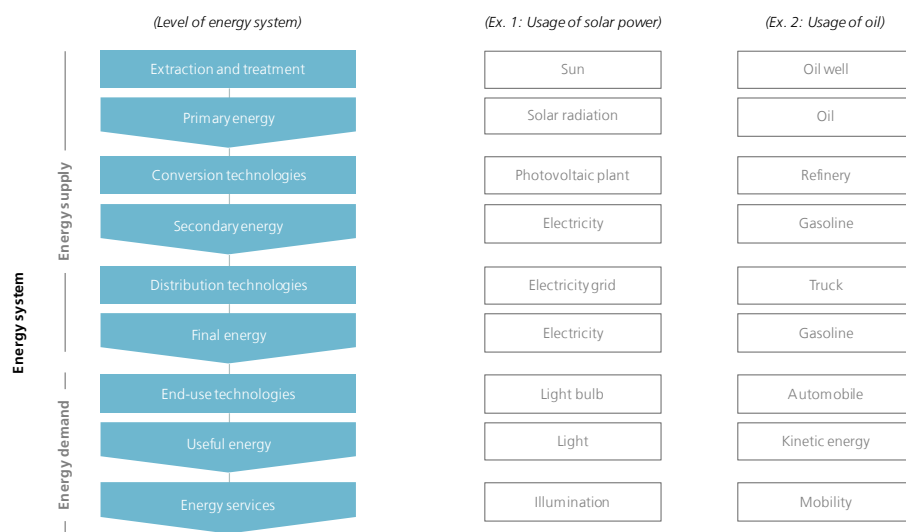 (Level of energy system)
(Ex. 1: Usage of solar power)
(Ex. 2: Usage of oil)
Energy system
Energy supply
Energy demand
Extraction and treatment
Sun
Oil well
Primary energy
Solar radiation
Oil
Conversion technologies
Photovoltaic plant
Refinery
Secondary energy
Electricity
Gasoline
Distribution technologies
Electricity grid
Truck
Final energy
Electricity
Gasoline
End-use technologies
Light bulb
Automobile
Useful energy
Light
Kinetic energy
Energy services
Illumination
Mobility